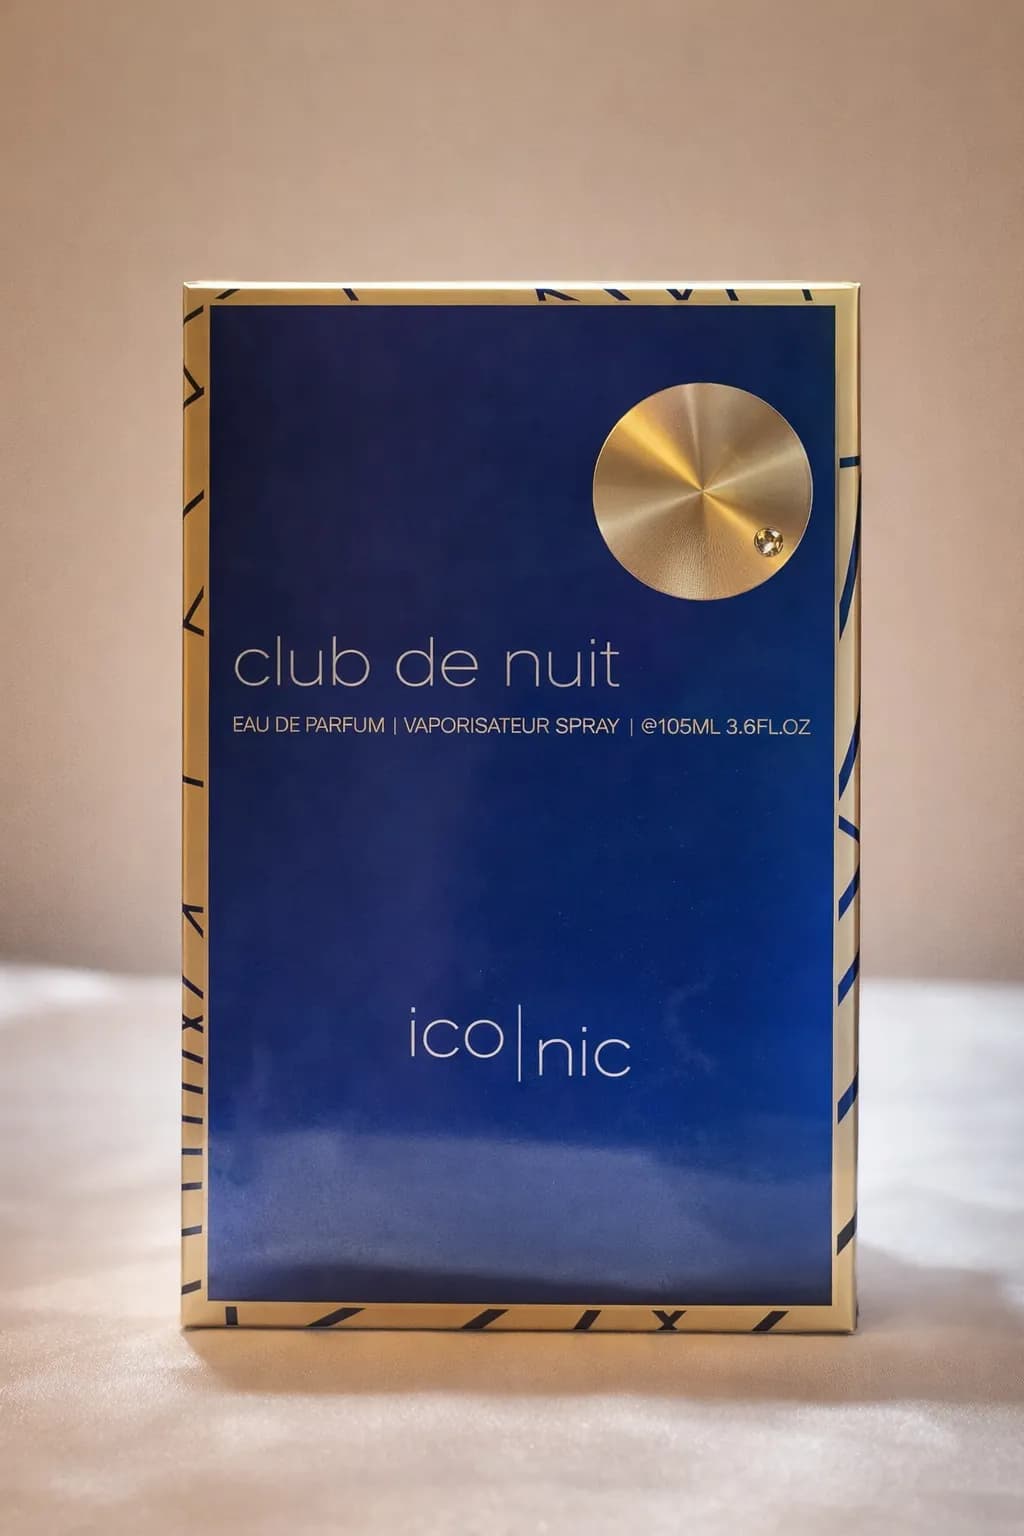 club de nuit
EAU DE PARFUM | VAPORISATEUR SPRAY | @105ML 3.6FL.OZ
ico|nic